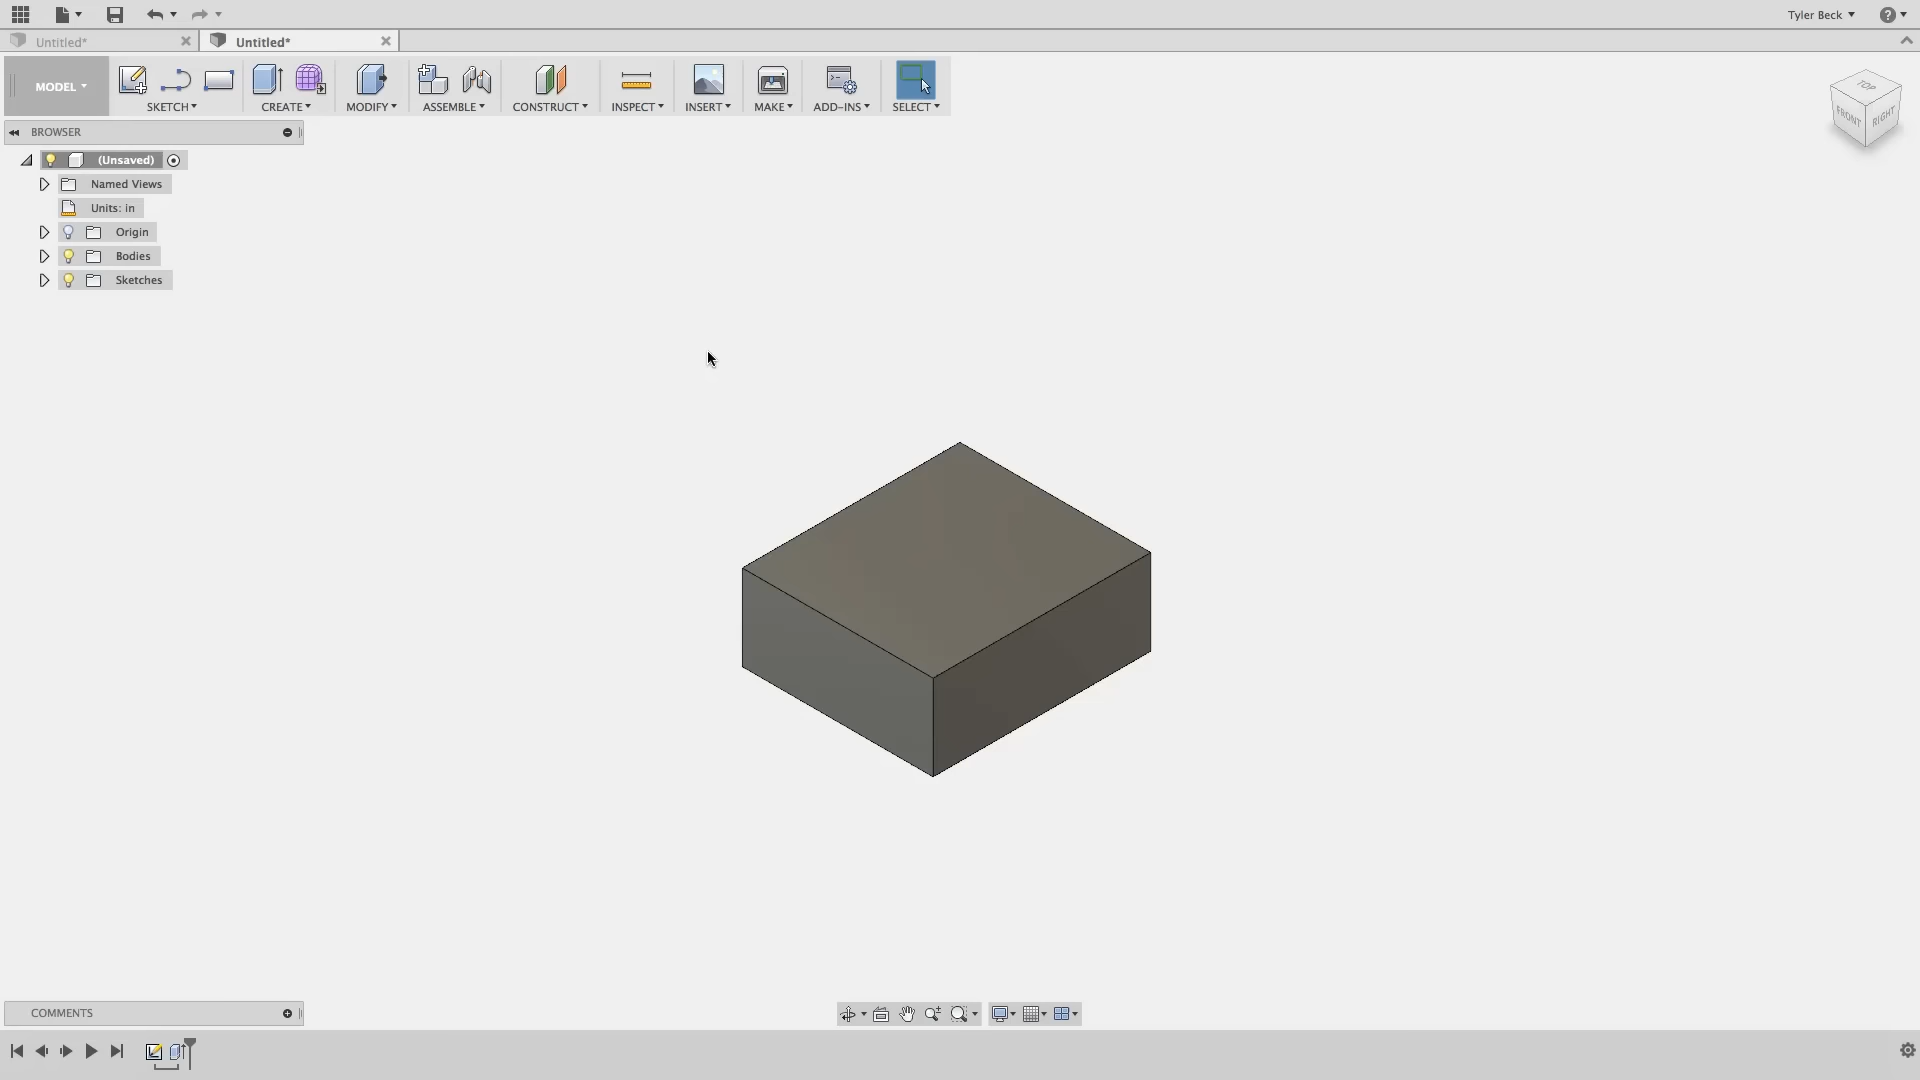 Tyler Beck
Untitled*
Untitled*
MODEL
SKETCH
CREATE
MODIFY
ASSEMBLE
CONSTRUCT
INSPECT
INSERT
MAKE
ADD-INS
SELECT
TOP
FRONT
RIGHT
BROWSER
(Unsaved)
Named Views
Units: in
Origin
Bodies
Sketches
COMMENTS